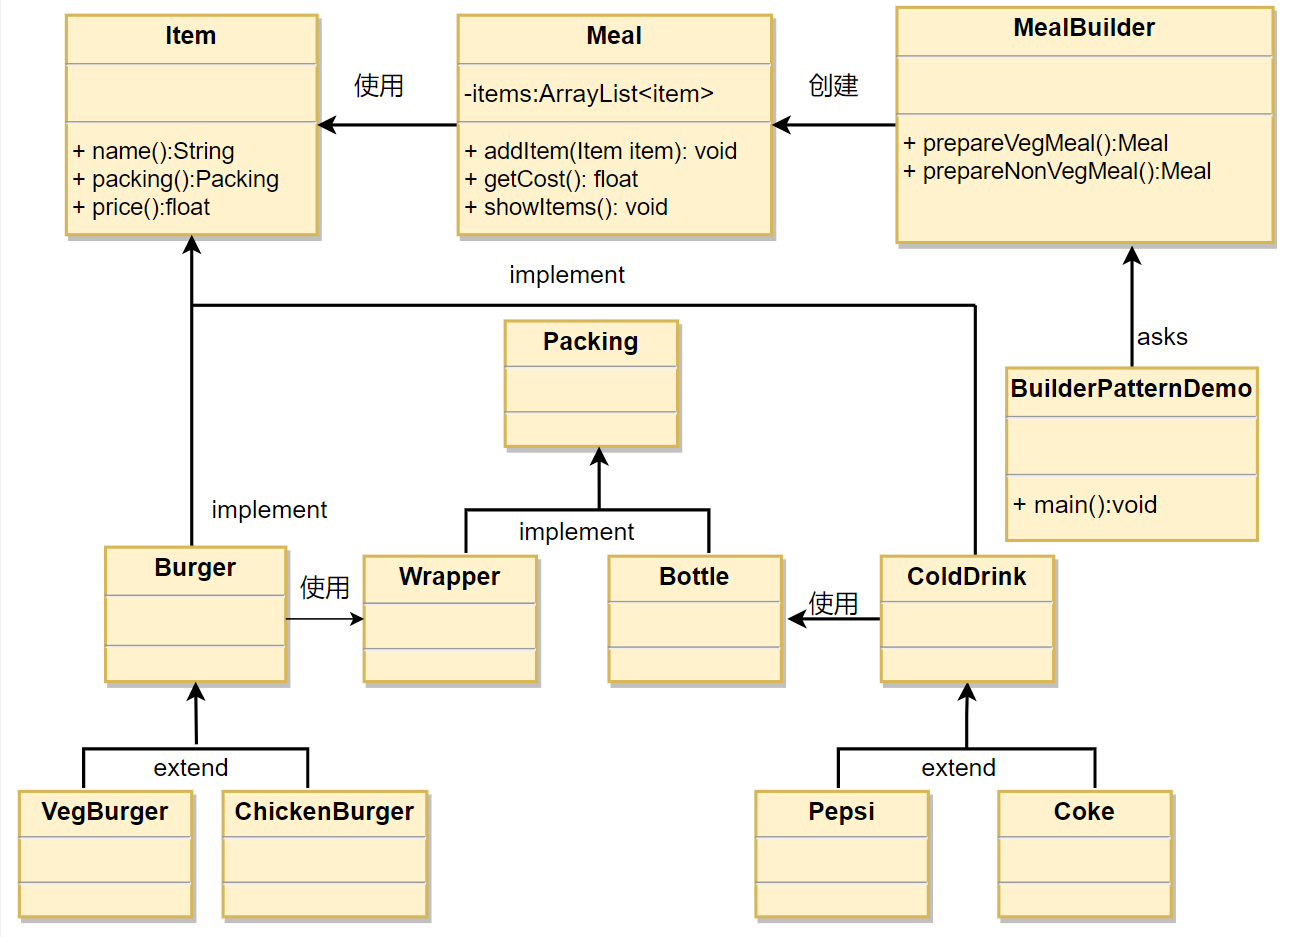 Item
+ name():String
+ packing():Packing
+ price():float
使用
Meal
-items:ArrayList<item>
+ addItem(Item item): void
+ getCost(): float
+ showItems(): void
创建
MealBuilder
+ prepareVegMeal():Meal
+ prepareNonVegMeal():Meal
implement
asks
Packing
BuilderPatternDemo
+ main():void
implement
implement
Burger
使用
Wrapper
Bottle
使用
ColdDrink
extend
extend
VegBurger
ChickenBurger
Pepsi
Coke